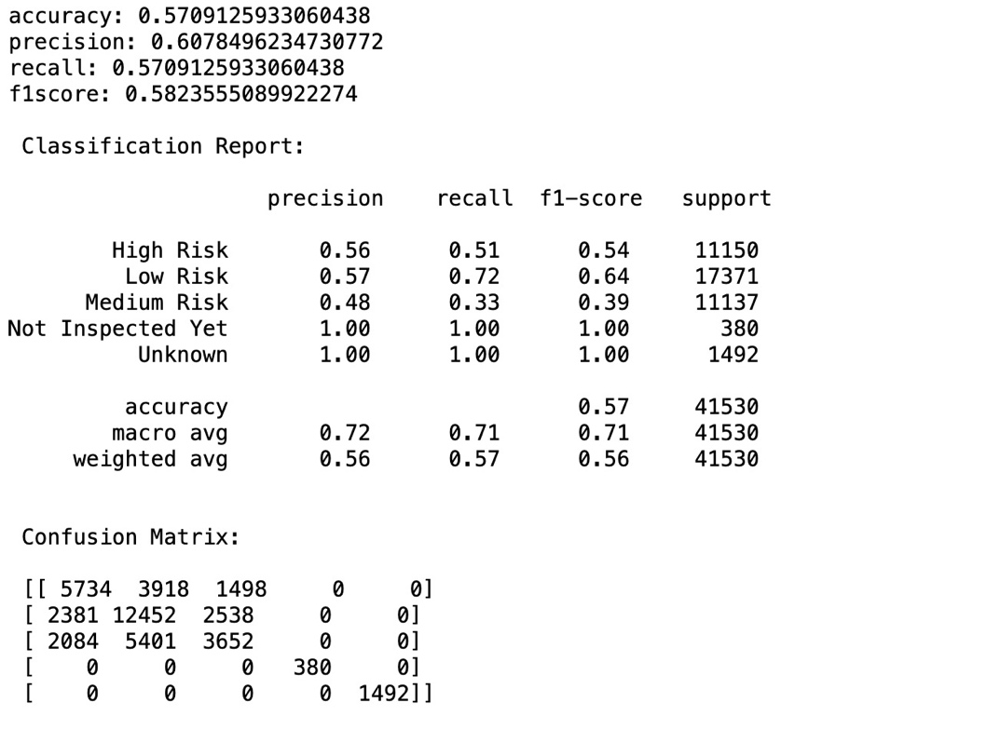 accuracy: 0.5709125933060438
precision: 0.6078496234730772
recall: 0.5709125933060438
f1score: 0.5823555089922274
Classification Report:
precision recall f1-score support
High Risk 0.56 0.51 0.54 11150
Low Risk 0.57 0.72 0.64 17371
Medium Risk 0.48 0.33 0.39 11137
Not Inspected Yet 1.00 1.00 1.00 380
Unknown 1.00 1.00 1.00 1492
accuracy 0.57 41530
macro avg 0.72 0.71 0.71 41530
weighted avg 0.56 0.57 0.56 41530
Confusion Matrix:
[[ 5734 3918 1498 0 0]
[ 2381 12452 2538 0 0]
[ 2084 5401 3652 0 0]
[ 0 0 0 380 0]
[ 0 0 0 0 1492]]